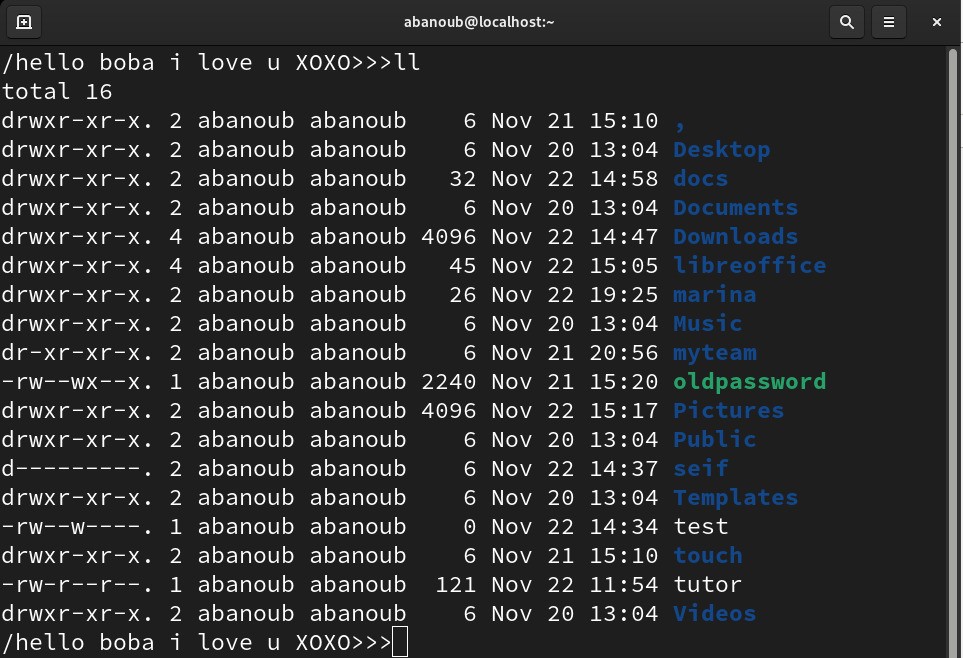 abanoub@localhost:~
/hello boba i love u XOXO>>>ll
total 16
drwxr-xr-x. 2 abanoub abanoub    6 Nov 21 15:10 ,
drwxr-xr-x. 2 abanoub abanoub    6 Nov 20 13:04 Desktop
drwxr-xr-x. 2 abanoub abanoub   32 Nov 22 14:58 docs
drwxr-xr-x. 2 abanoub abanoub    6 Nov 20 13:04 Documents
drwxr-xr-x. 4 abanoub abanoub 4096 Nov 22 14:47 Downloads
drwxr-xr-x. 4 abanoub abanoub   45 Nov 22 15:05 libreoffice
drwxr-xr-x. 2 abanoub abanoub   26 Nov 22 19:25 marina
drwxr-xr-x. 2 abanoub abanoub    6 Nov 20 13:04 Music
dr-xr-xr-x. 2 abanoub abanoub    6 Nov 21 20:56 myteam
-rw--wx--x. 1 abanoub abanoub 2240 Nov 21 15:20 oldpassword
drwxr-xr-x. 2 abanoub abanoub 4096 Nov 22 15:17 Pictures
drwxr-xr-x. 2 abanoub abanoub    6 Nov 20 13:04 Public
d---------. 2 abanoub abanoub    6 Nov 22 14:37 seif
drwxr-xr-x. 2 abanoub abanoub    6 Nov 20 13:04 Templates
-rw--w----. 1 abanoub abanoub    0 Nov 22 14:34 test
drwxr-xr-x. 2 abanoub abanoub    6 Nov 21 15:10 touch
-rw-r--r--. 1 abanoub abanoub  121 Nov 22 11:54 tutor
drwxr-xr-x. 2 abanoub abanoub    6 Nov 20 13:04 Videos
/hello boba i love u XOXO>>>